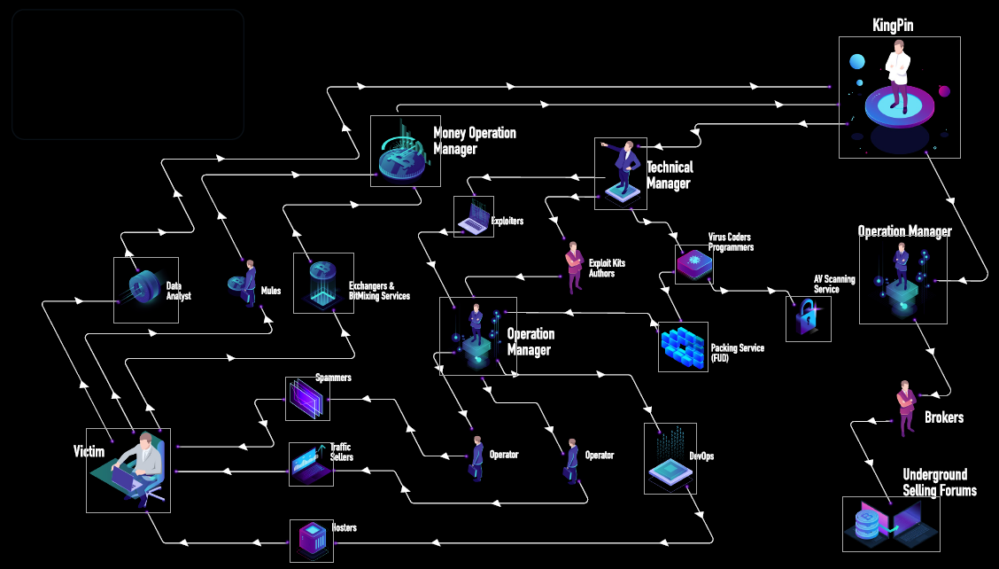 KingPin
Money Operation
Manager
Technical
Manager
Exploiters
Operation Manager
Virus Coders
Programmers
Exploit Kits
Authors
Data
Analyst
Mules
Exchangers &
BitMixing Services
AV Scanning
Service
Operation
Manager
Packing Service
(FUD)
Spammers
Brokers
Victim
Traffic
Sellers
Operator
Operator
DevOps
Underground
Selling Forums
Hosters